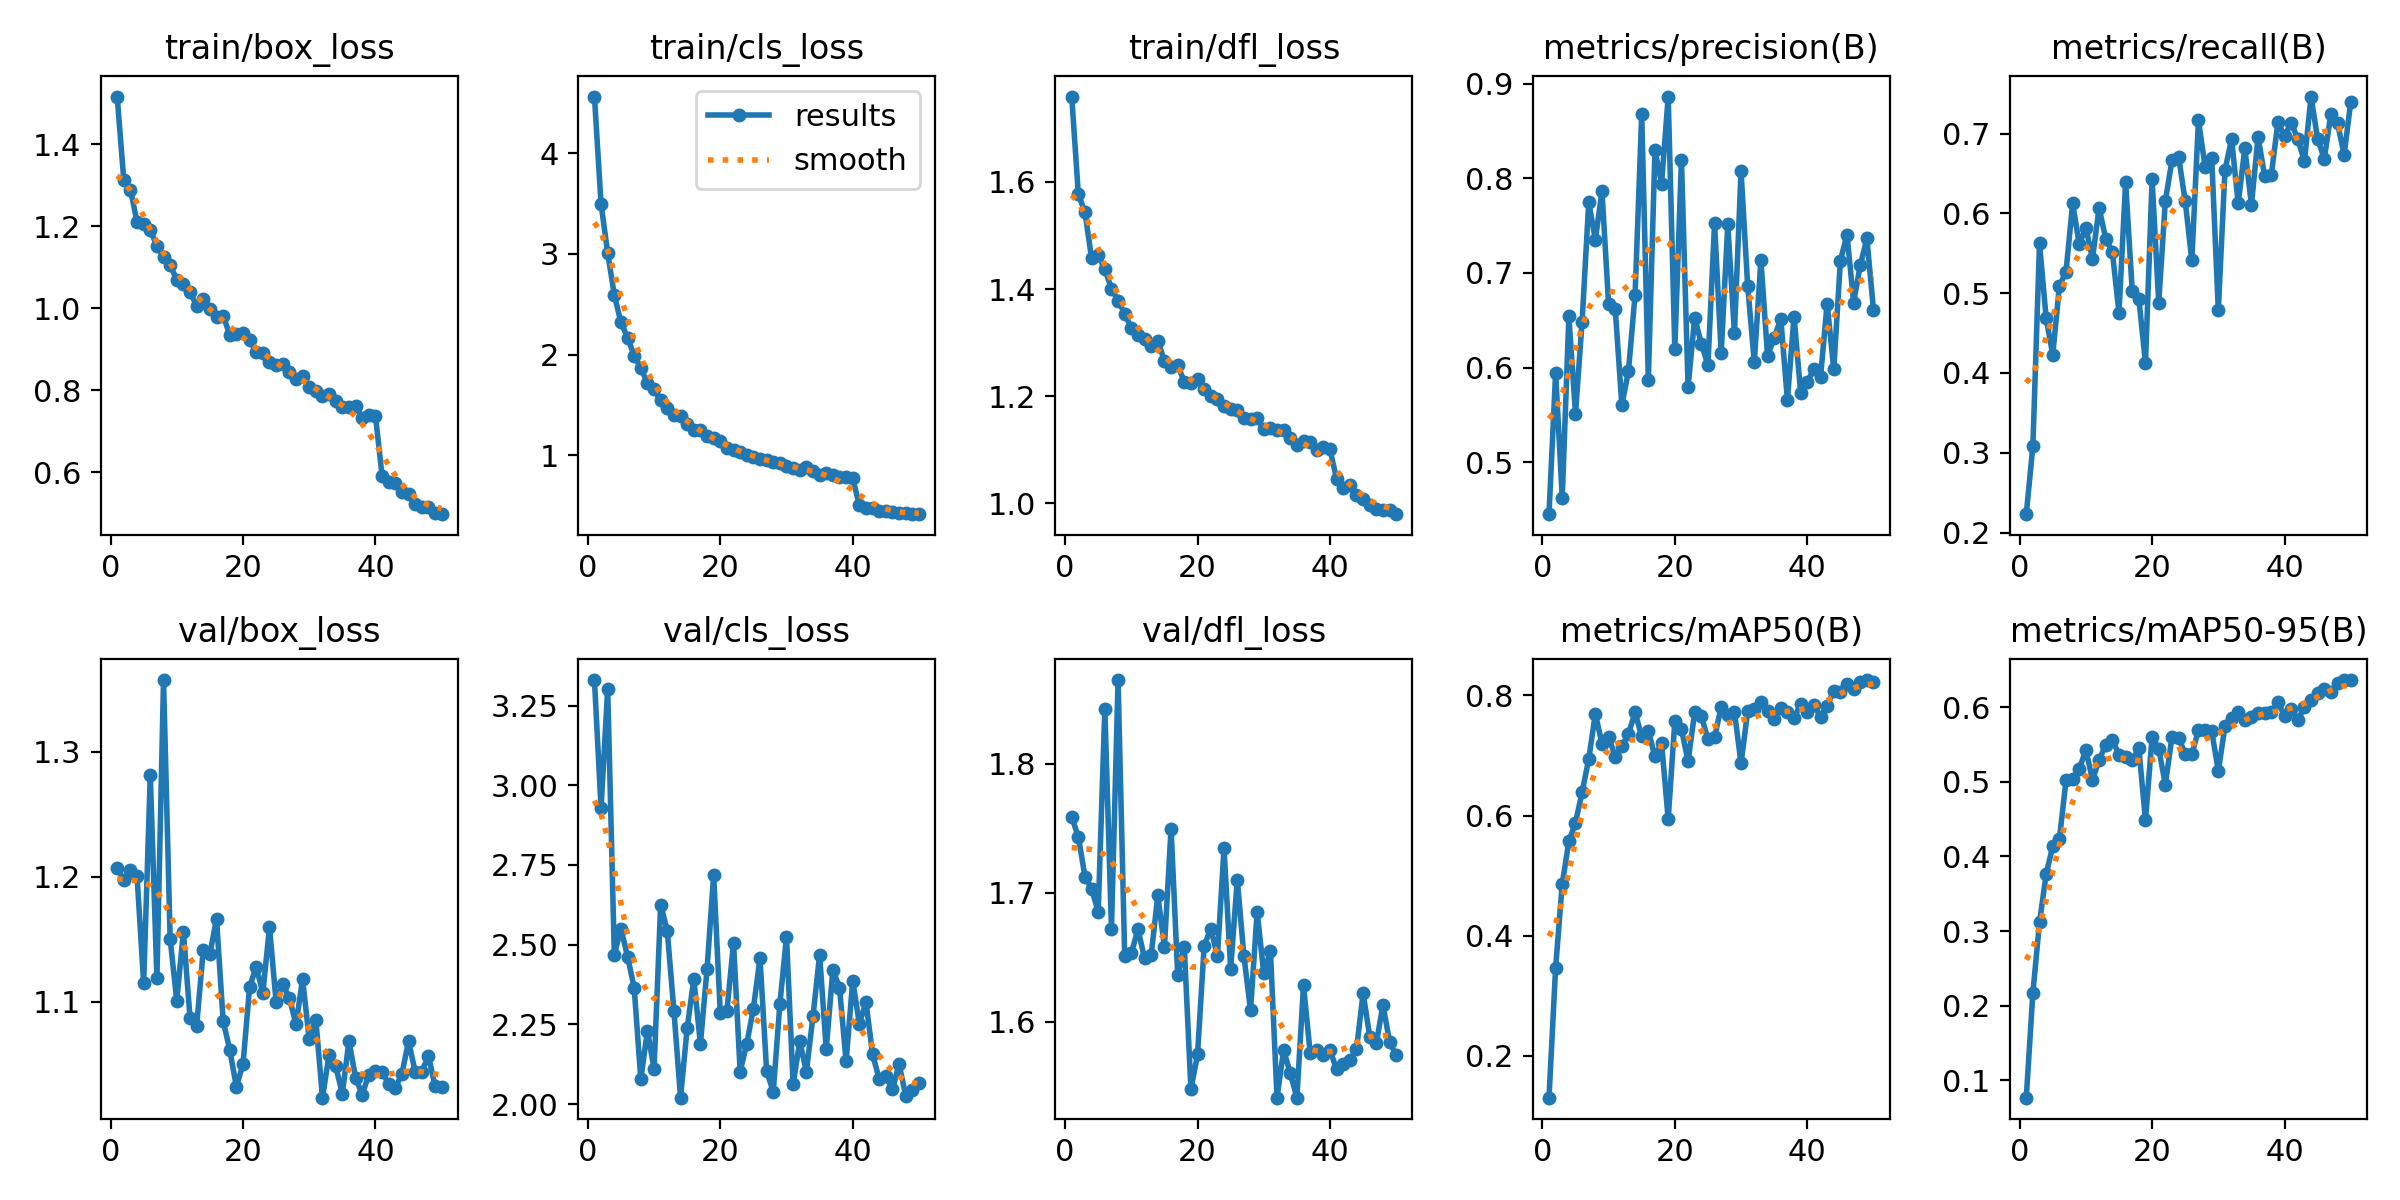 train/box_loss
1.4
1.2
1.0
0.8
0.6
0 20 40
train/cls_loss
results
smooth
4
3
2
1
0 20 40
train/dfl_loss
1.6
1.4
1.2
1.0
0 20 40
metrics/precision(B)
0.9
0.8
0.7
0.6
0.5
0 20 40
metrics/recall(B)
0.7
0.6
0.5
0.4
0.3
0.2
0 20 40
val/box_loss
1.3
1.2
1.1
0 20 40
val/cls_loss
3.25
3.00
2.75
2.50
2.25
2.00
0 20 40
val/dfl_loss
1.8
1.7
1.6
0 20 40
metrics/mAP50(B)
0.8
0.6
0.4
0.2
0 20 40
metrics/mAP50-95(B)
0.6
0.5
0.4
0.3
0.2
0.1
0 20 40